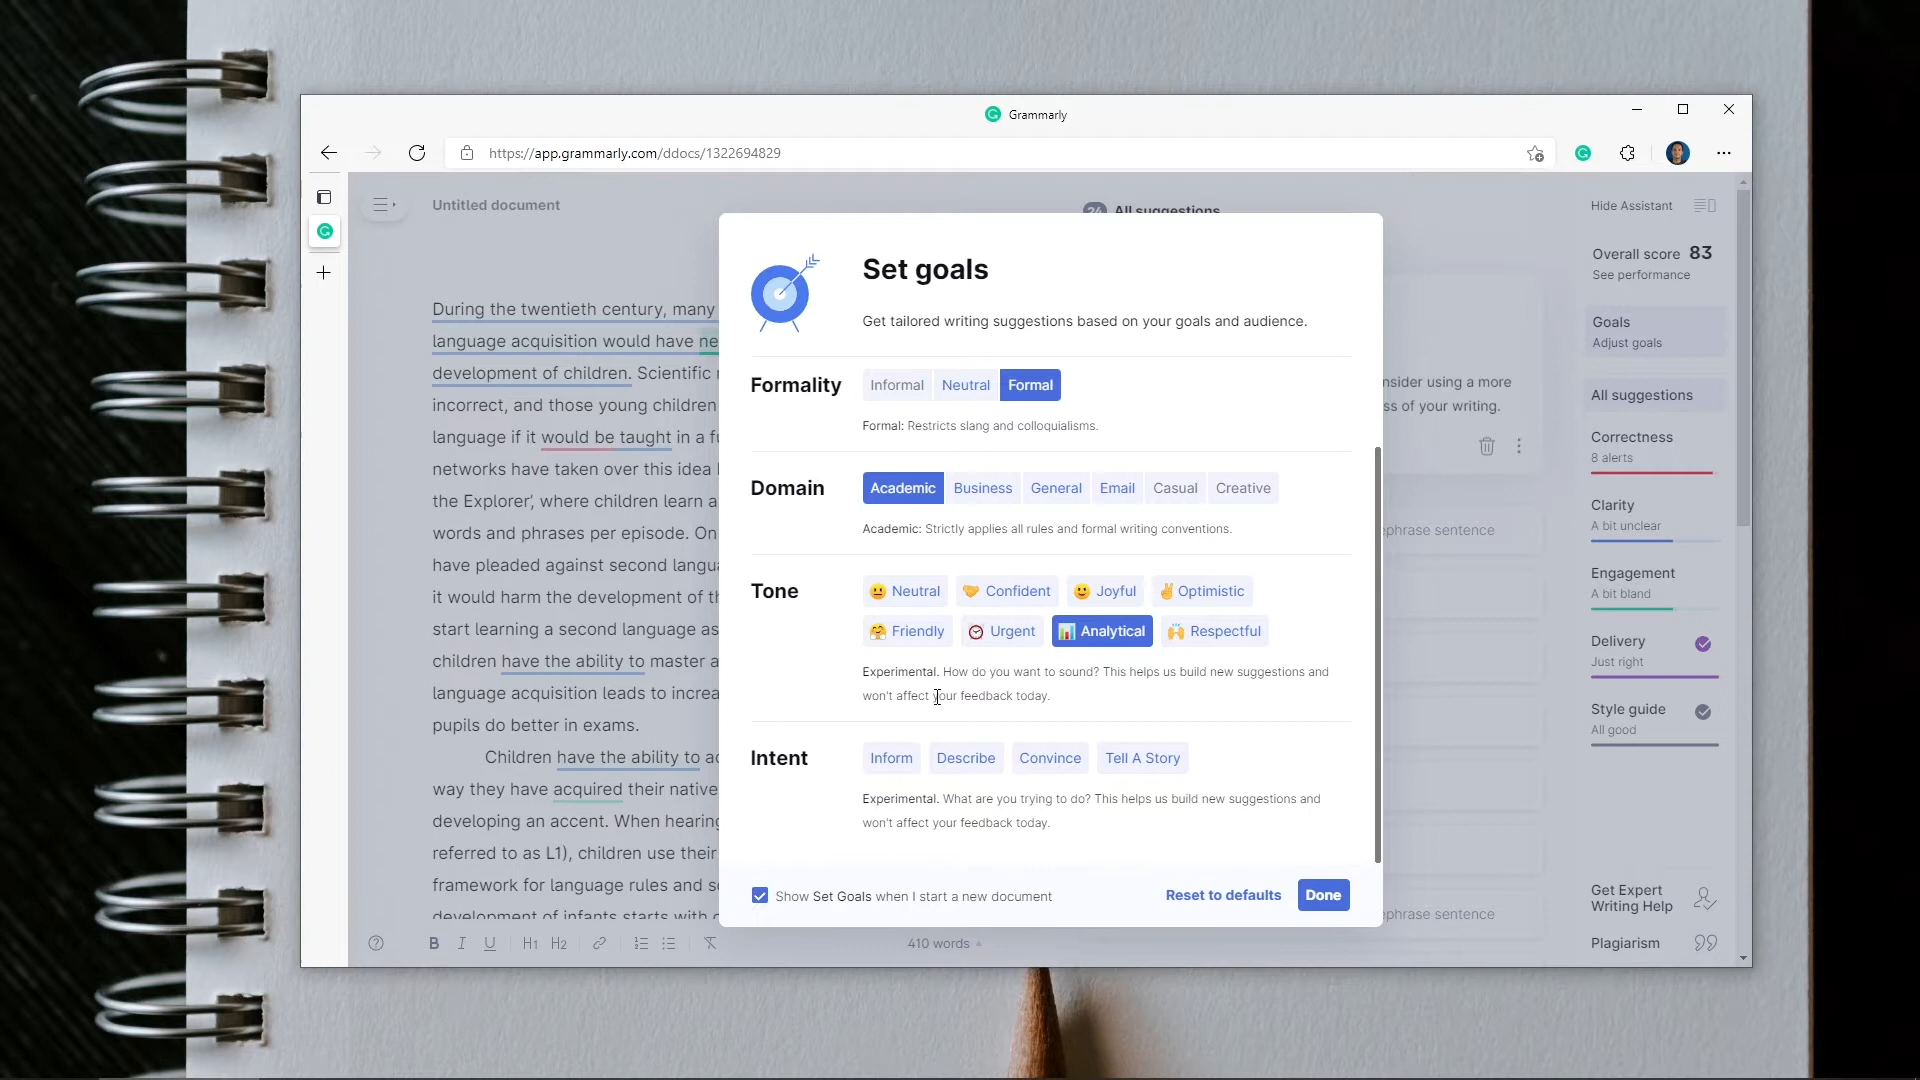 Grammarly
https://app.grammarly.com/ddocs/1322694829
Untitled document
24 All suggestions
Hide Assistant
During the twentieth century, many
language acquisition would have
development of children. Scientific
incorrect, and those young children
language if it would be taught in a
networks have taken over this idea
the Explorer', where children learn a
words and phrases per episode. On
have pleaded against second
it would harm the development of
start learning a second language as
children have the ability to master a
language acquisition leads to
pupils do better in exams.
Children have the ability to
way they have acquired their native
developing an accent. When hearing
referred to as L1), children use their
framework for language rules and
development of infants starts with
Set goals
Get tailored writing suggestions based on your goals and audience.
Formality Informal Neutral Formal
Formal: Restricts slang and colloquialisms.
Domain Academic Business General Email Casual Creative
Academic: Strictly applies all rules and formal writing conventions.
Tone Neutral Confident Joyful Optimistic
Friendly Urgent Analytical Respectful
Experimental. How do you want to sound? This helps us build new suggestions and
won't affect your feedback today.
Intent Inform Describe Convince Tell A Story
Experimental. What are you trying to do? This helps us build new suggestions and
won't affect your feedback today.
Show Set Goals when I start a new document
Reset to defaults
Done
using a more
of your writing.
sentence
sentence
Overall score 83
See performance
Goals
Adjust goals
All suggestions
Correctness
8 alerts
Clarity
A bit unclear
Engagement
A bit bland
Delivery
Just right
Style guide
All good
Get Expert
Writing Help
Plagiarism
B I U H1 H2
410 words